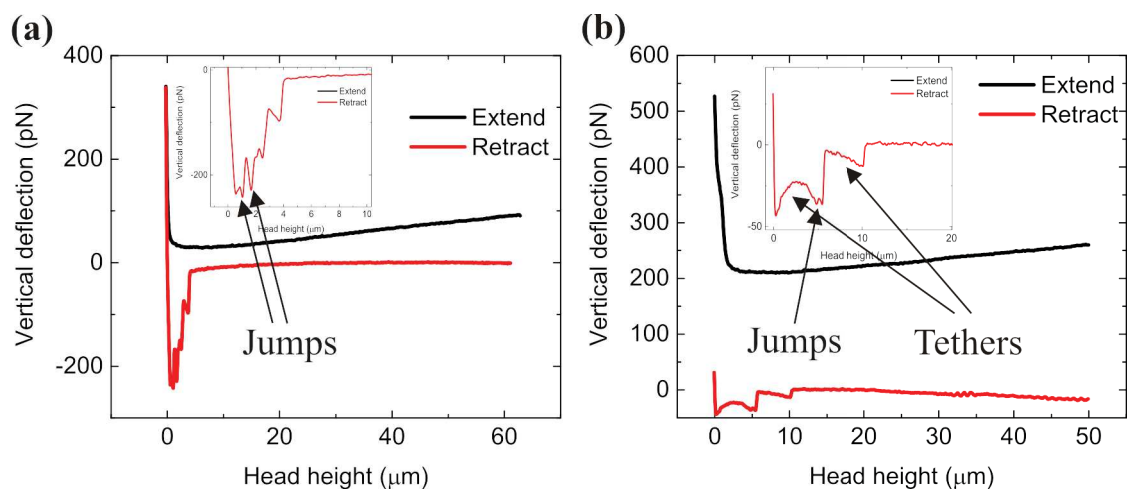 (a)
400
200
0
-200
0
20
40
60
Vertical deflection (pN)
Head height (μm)
Extend
Retract
0
-200
0
2
4
6
8
10
Vertical deflection (pN)
Head height (μm)
Extend
Retract
Jumps
(b)
600
500
400
300
200
100
0
0
10
20
30
40
50
Vertical deflection (pN)
Head height (μm)
Extend
Retract
0
-50
0
10
20
Vertical deflection (pN)
Head height (μm)
Extend
Retract
Jumps
Tethers